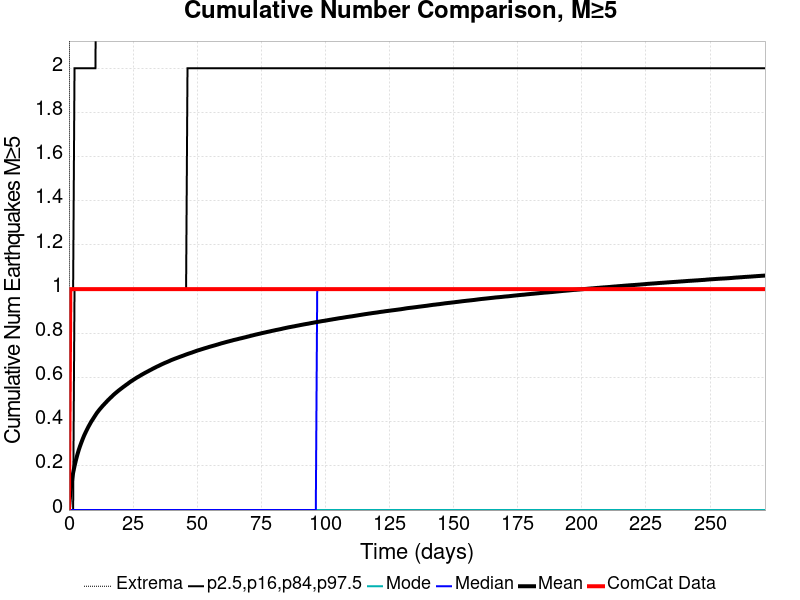 Cumulative Number Comparison, M≥5
Cumulative Num Earthquakes M≥5
2
1.8
1.6
1.4
1.2
1
0.8
0.6
0.4
0.2
0
0 25 50 75 100 125 150 175 200 225 250
Time (days)
Extrema p2.5,p16,p84,p97.5 Mode Median Mean ComCat Data